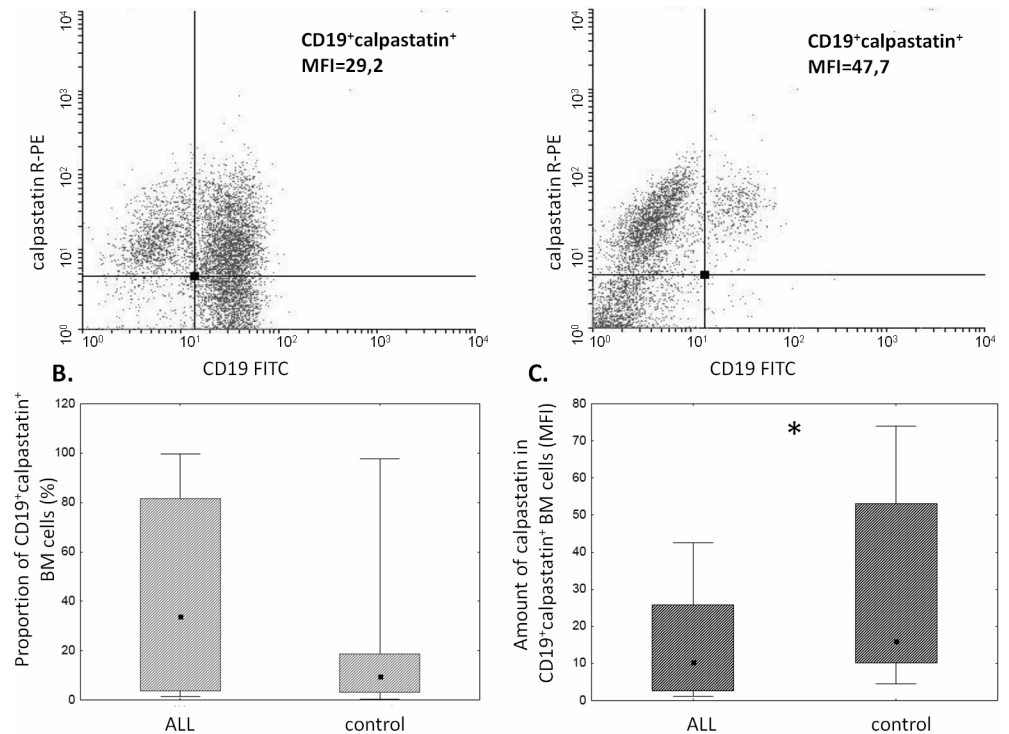 CD19⁺calpastatin⁺
MFI=29,2
10⁴
10³
10²
10¹
10⁰
calpastatin R-PE
10⁰ 10¹ 10² 10³ 10⁴
CD19 FITC
CD19⁺calpastatin⁺
MFI=47,7
10⁴
10³
10²
10¹
10⁰
calpastatin R-PE
10⁰ 10¹ 10² 10³ 10⁴
CD19 FITC
B.
Proportion of CD19⁺calpastatin⁺
BM cells (%)
120
100
80
60
40
20
0
ALL control
C.
Amount of calpastatin in
CD19⁺calpastatin⁺ BM cells (MFI)
80
70
60
50
40
30
20
10
0
*
ALL control